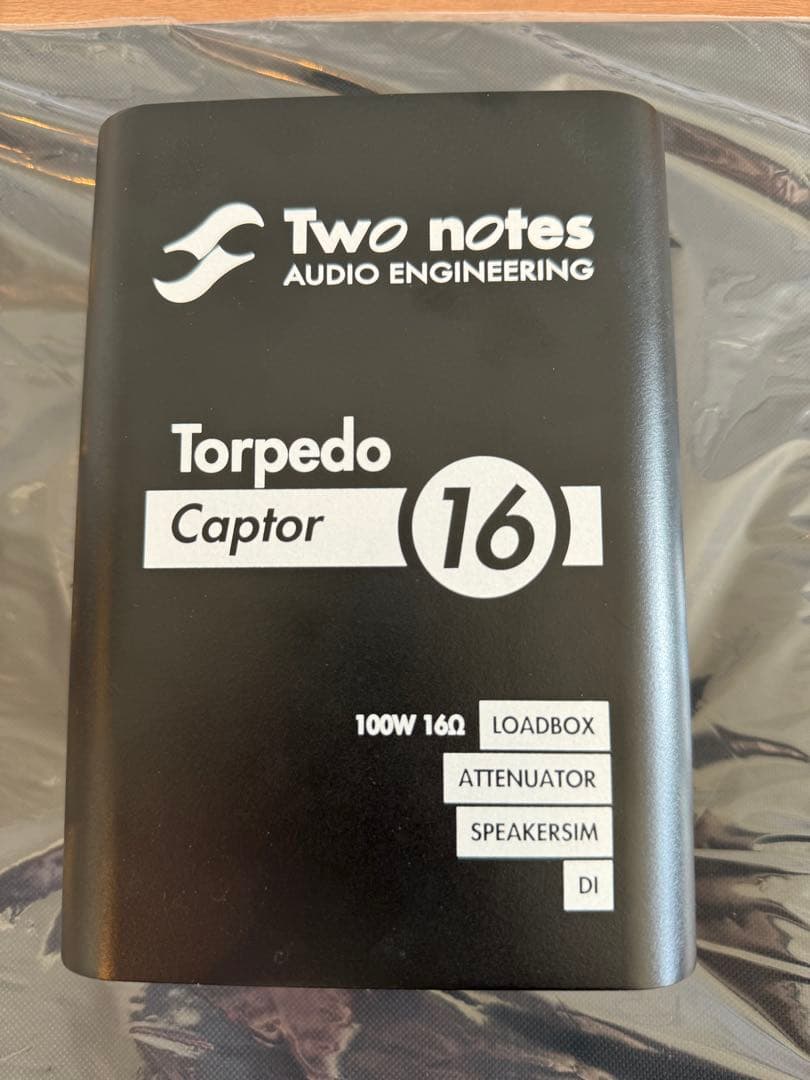 Two notes
AUDIO ENGINEERING
Torpedo
Captor 16
100W 16Ω LOADBOX
ATTENUATOR
SPEAKERSIM
DI